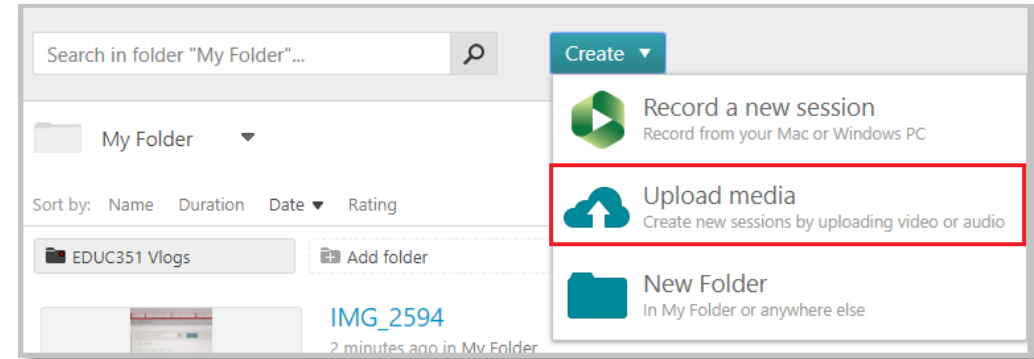 Search in folder "My Folder"...
Create
Record a new session
Record from your Mac or Windows PC
My Folder
Upload media
Create new sessions by uploading video or audio
Sort by: Name Duration Date Rating
EDUC351 Vlogs
Add folder
New Folder
In My Folder or anywhere else
IMG_2594
2 minutes ago in My Folder